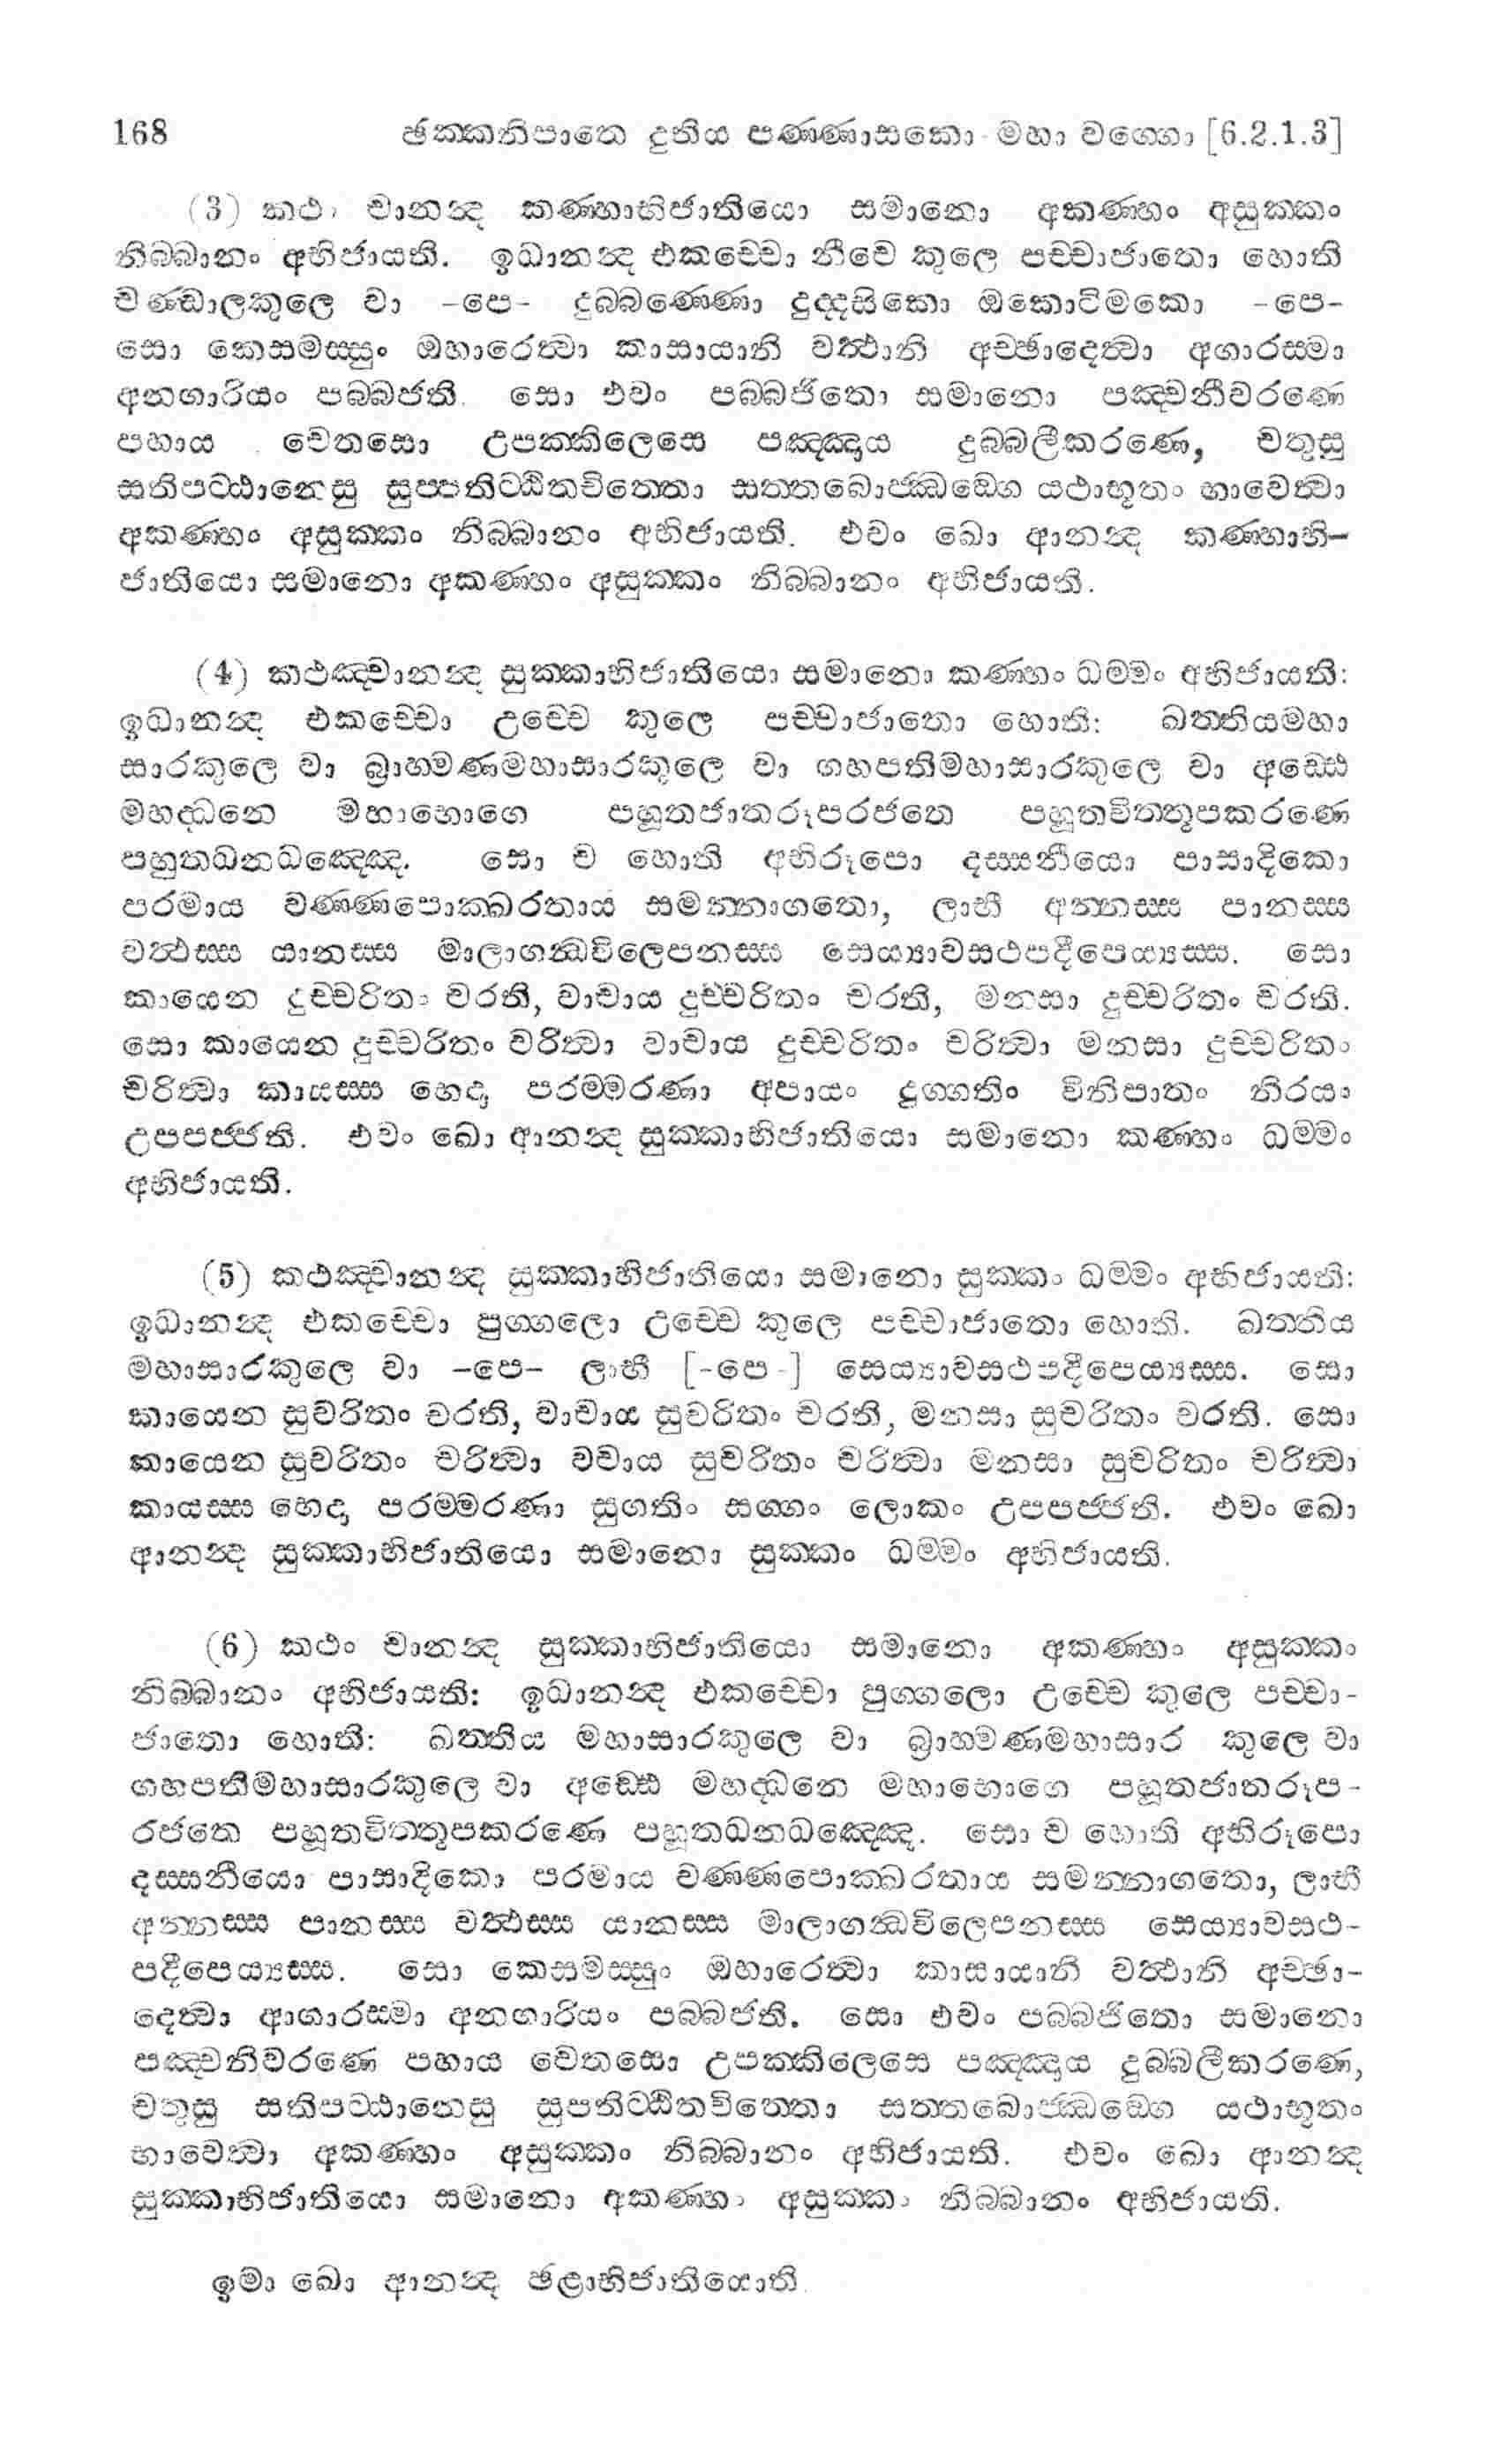 168 ඡක්කනිපාතෙ දුතිය පණ්ණාසකො - මහා වග්ගො [6.2.1.3]
(3) කථං චානන්ද කණ්හාභිජාතියො සමානො අකණ්හං අසුක්කං
නිබ්බානං අභිජායති. ඉධානන්ද එකච්චො නීචෙ කුලෙ පච්චාජාතො හොති
චණ්ඩාලකුලෙ වා -පෙ- දුබ්බණ්ණො දුද්දසිකො ඔකොටිමකො -පෙ-
සො කෙසමස්සුං ඔහාරෙත්වා කාසායානි වත්ථානි අච්ඡාදෙත්වා අගාරස්මා
අනගාරියං පබ්බජති. සො එවං පබ්බජිතො සමානො පඤ්චනීවරණෙ
පහාය චෙතසො උපක්කිලෙසෙ පඤ්ඤාය දුබ්බලීකරණෙ, චතුසු
සතිපට්ඨානෙසු සුප්පතිට්ඨිතචිත්තො සත්තබොජ්ඣඞ්ගෙ යථාභූතං භාවෙත්වා
අකණ්හං අසුක්කං නිබ්බානං අභිජායති. එවං ඛො ආනන්ද කණ්හාභි-
ජාතියො සමානො අකණ්හං අසුක්කං නිබ්බානං අභිජායති.
(4) කථඤ්චානන්ද සුක්කාභිජාතියො සමානො කණ්හං ධම්මං අභිජායති:
ඉධානන්ද එකච්චො උච්චෙ කුලෙ පච්චාජාතො හොති: ඛත්තියමහා
සාරකුලෙ වා බ්‍රාහ්මණමහාසාරකුලෙ වා ගහපතිමහාසාරකුලෙ වා අඩ්ඪෙ
මහද්ධනෙ මහාභොගෙ පහූතජාතරූපරජතෙ පහූතවිත්තූපකරණෙ
පහුතධනධඤ්ඤෙ. සො ච හොති අභිරූපො දස්සනීයො පාසාදිකො
පරමාය වණ්ණපොක්ඛරතාය සමන්නාගතො, ලාභී අන්නස්ස පානස්ස
වත්ථස්ස යානස්ස මාලාගන්ධවිලෙපනස්ස සෙය්‍යාවසථපදීපෙය්‍යස්ස. සො
කායෙන දුච්චරිතං චරති, වාචාය දුච්චරිතං චරති, මනසා දුච්චරිතං චරති.
සො කායෙන දුච්චරිතං චරිත්වා වාචාය දුච්චරිතං චරිත්වා මනසා දුච්චරිතං
චරිත්වා කායස්ස භෙදා පරම්මරණා අපායං දුග්ගතිං විනිපාතං නිරයං
උපපජ්ජති. එවං ඛො ආනන්ද සුක්කාභිජාතියො සමානො කණ්හං ධම්මං
අභිජායති.
(5) කථඤ්චානන්ද සුක්කාභිජාතියො සමානො සුක්කං ධම්මං අභිජායති:
ඉධානන්ද එකච්චො පුග්ගලො උච්චෙ කුලෙ පච්චාජාතො හොති. ඛත්තිය
මහාසාරකුලෙ වා -පෙ- ලාභී [-පෙ-] සෙය්‍යාවසථපදීපෙය්‍යස්ස. සො
කායෙන සුචරිතං චරති, වාචාය සුචරිතං චරති, මනසා සුචරිතං චරති. සො
කායෙන සුචරිතං චරිත්වා වචාය සුචරිතං චරිත්වා මනසා සුචරිතං චරිත්වා
කායස්ස භෙදා පරම්මරණා සුගතිං සග්ගං ලොකං උපපජ්ජති. එවං ඛො
ආනන්ද සුක්කාභිජාතියො සමානො සුක්කං ධම්මං අභිජායති.
(6) කථං චානන්ද සුක්කාභිජාතියො සමානො අකණ්හං අසුක්කං
නිබ්බානං අභිජායති: ඉධානන්ද එකච්චො පුග්ගලො උච්චෙ කුලෙ පච්චා-
ජාතො හොති: ඛත්තිය මහාසාරකුලෙ වා බ්‍රාහ්මණමහාසාර කුලෙ වා
ගහපතිමහාසාරකුලෙ වා අඩ්ඪෙ මහද්ධනෙ මහාභොගෙ පහූතජාතරූප-
රජතෙ පහූතවිත්තූපකරණෙ පහූතධනධඤ්ඤෙ. සො ච හොති අභිරූපො
දස්සනීයො පාසාදිකො පරමාය වණ්ණපොක්ඛරතාය සමන්නාගතො, ලාභී
අන්නස්ස පානස්ස වත්ථස්ස යානස්ස මාලාගන්ධවිලෙපනස්ස සෙය්‍යාවසථ-
පදීපෙය්‍යස්ස. සො කෙසමස්සුං ඔහාරෙත්වා කාසායානි වත්ථානි අච්ඡා-
දෙත්වා ආගාරස්මා අනගාරියං පබ්බජති. සො එවං පබ්බජිතො සමානො
පඤ්චනිවරණෙ පහාය චෙතසො උපක්කිලෙසෙ පඤ්ඤාය දුබ්බලීකරණෙ,
චතුසු සතිපට්ඨානෙසු සුපතිට්ඨිතචිත්තො සත්තබොජ්ඣඞ්ගෙ යථාභූතං
භාවෙත්වා අකණ්හං අසුක්කං නිබ්බානං අභිජායති. එවං ඛො ආනන්ද
සුක්කාභිජාතියො සමානො අකණ්හං අසුක්කං නිබ්බානං අභිජායති.
ඉමා ඛො ආනන්ද ඡළාභිජාතියොති.